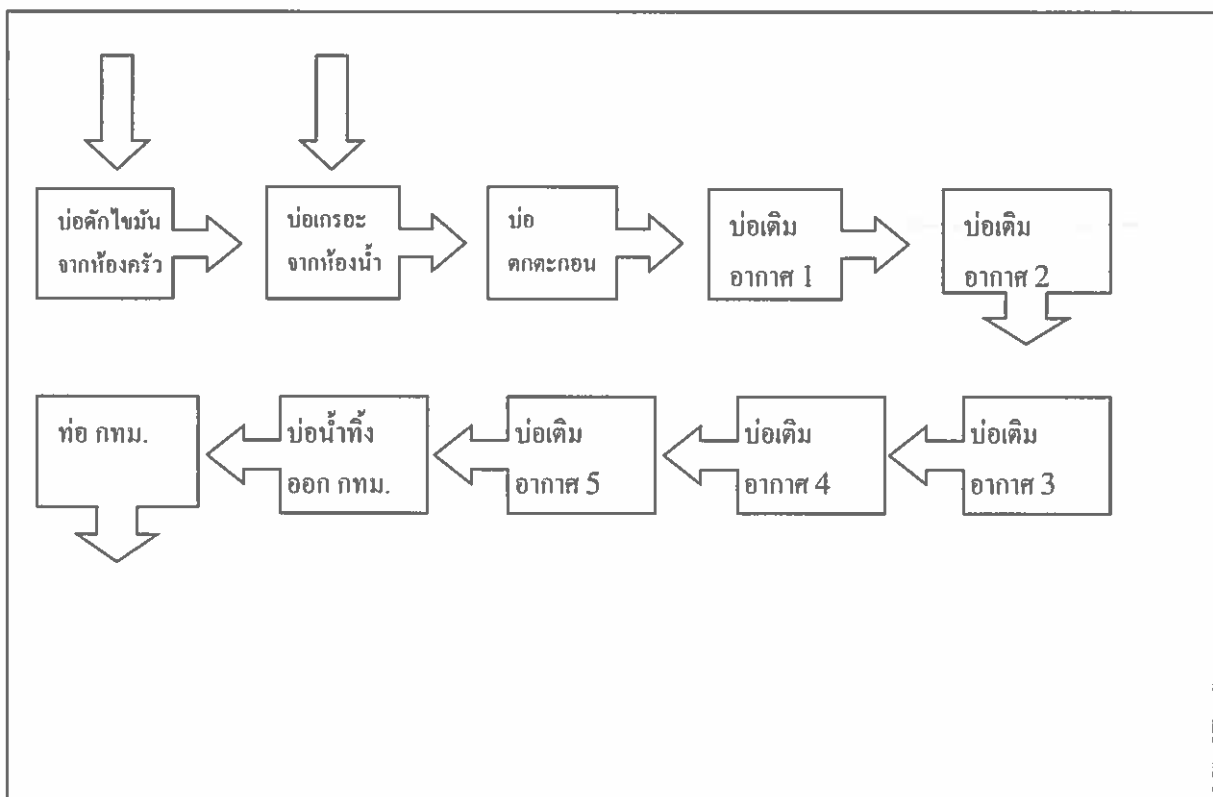 บ่อดักไขมัน
จากห้องครัว
บ่อเกรอะ
จากห้องน้ำ
บ่อ
ตกตะกอน
บ่อเติม
อากาศ 1
บ่อเติม
อากาศ 2
ท่อ กทม.
บ่อน้ำทิ้ง
ออก กทม.
บ่อเติม
อากาศ 5
บ่อเติม
อากาศ 4
บ่อเติม
อากาศ 3